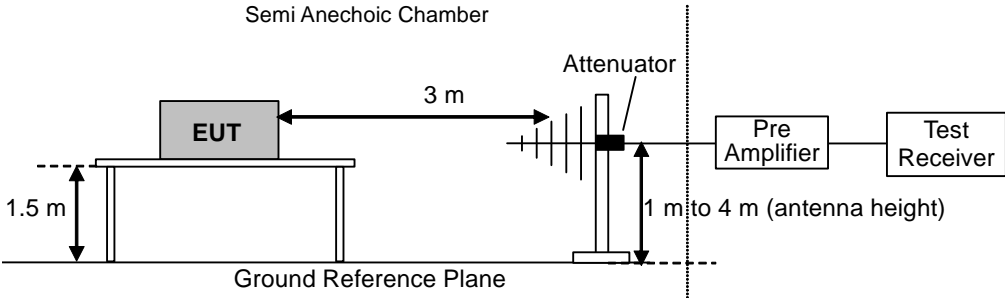 Semi Anechoic Chamber
Attenuator
3 m
EUT
Pre
Amplifier
Test
Receiver
1.5 m
1 m to 4 m (antenna height)
Ground Reference Plane